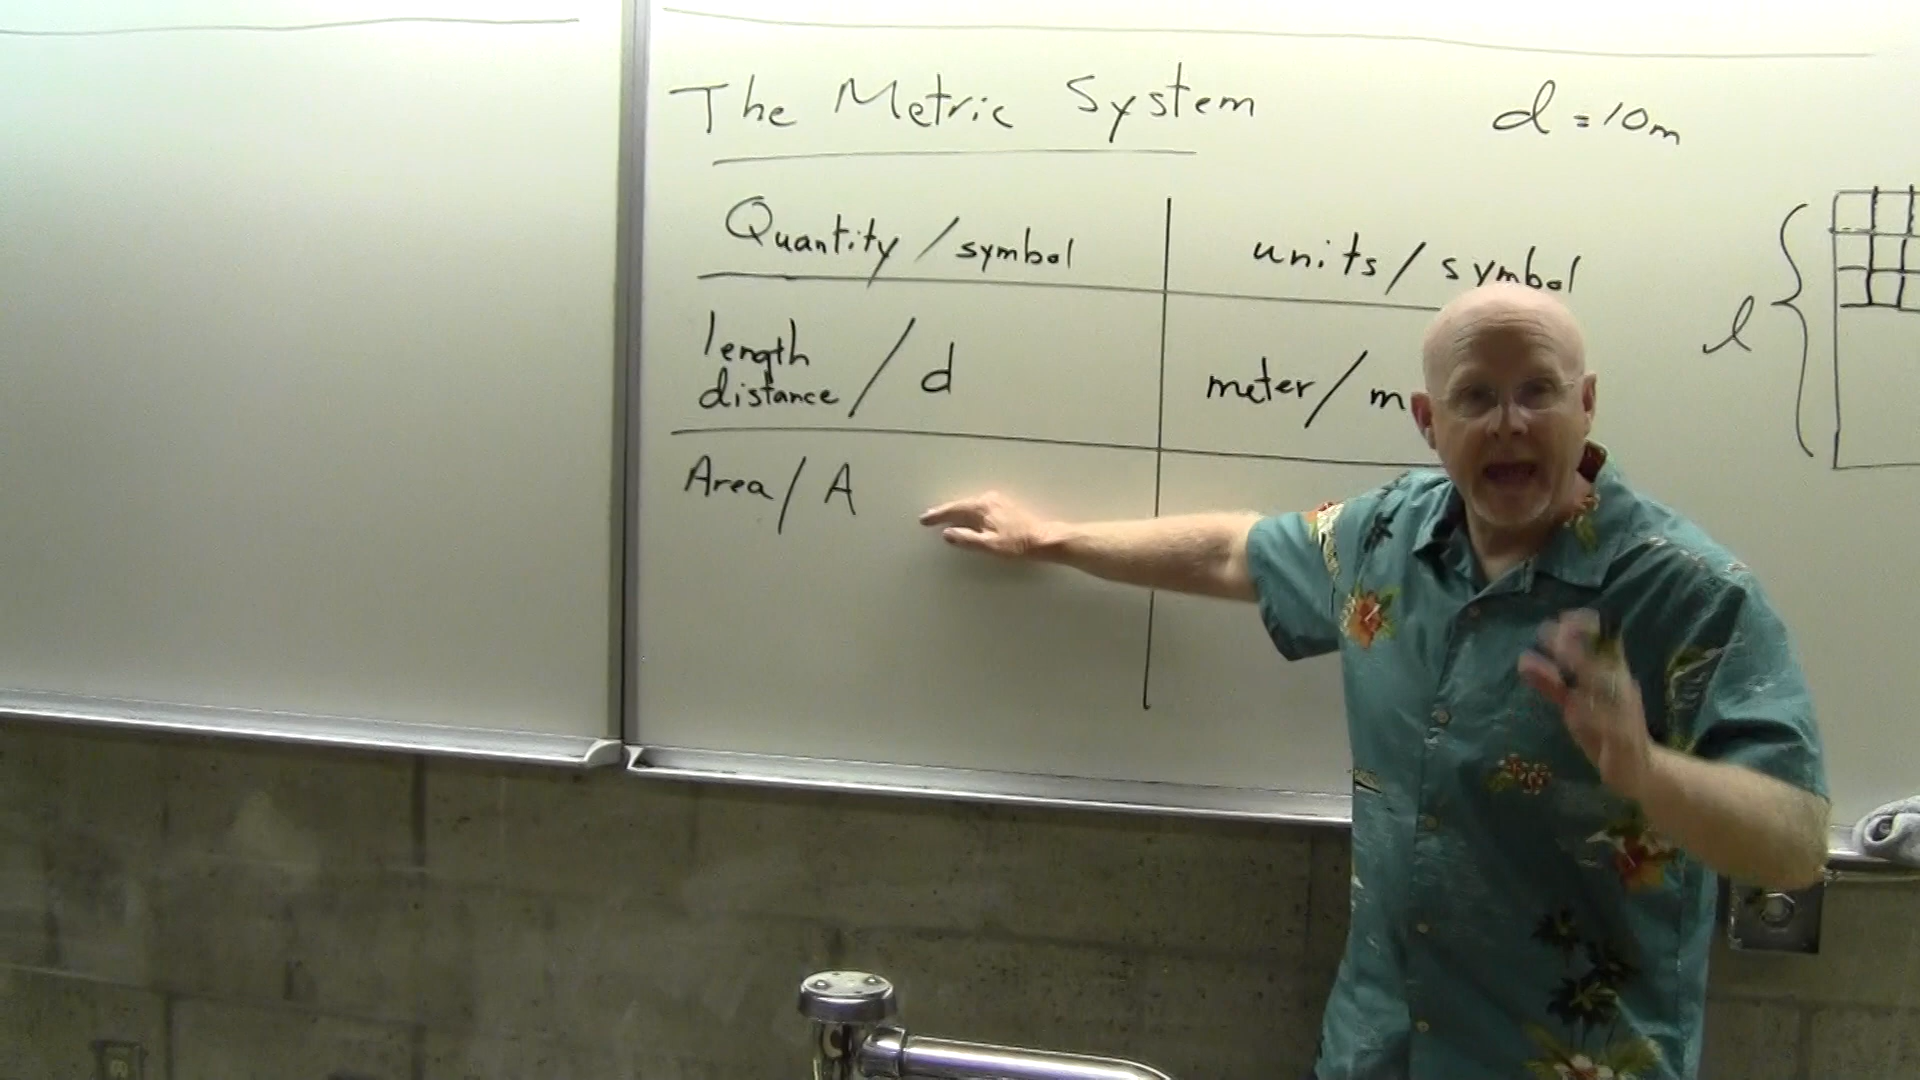 The Metric System
d = 10m
Quantity / symbol
units / symbol
length
distance / d
meter / m
l
Area / A